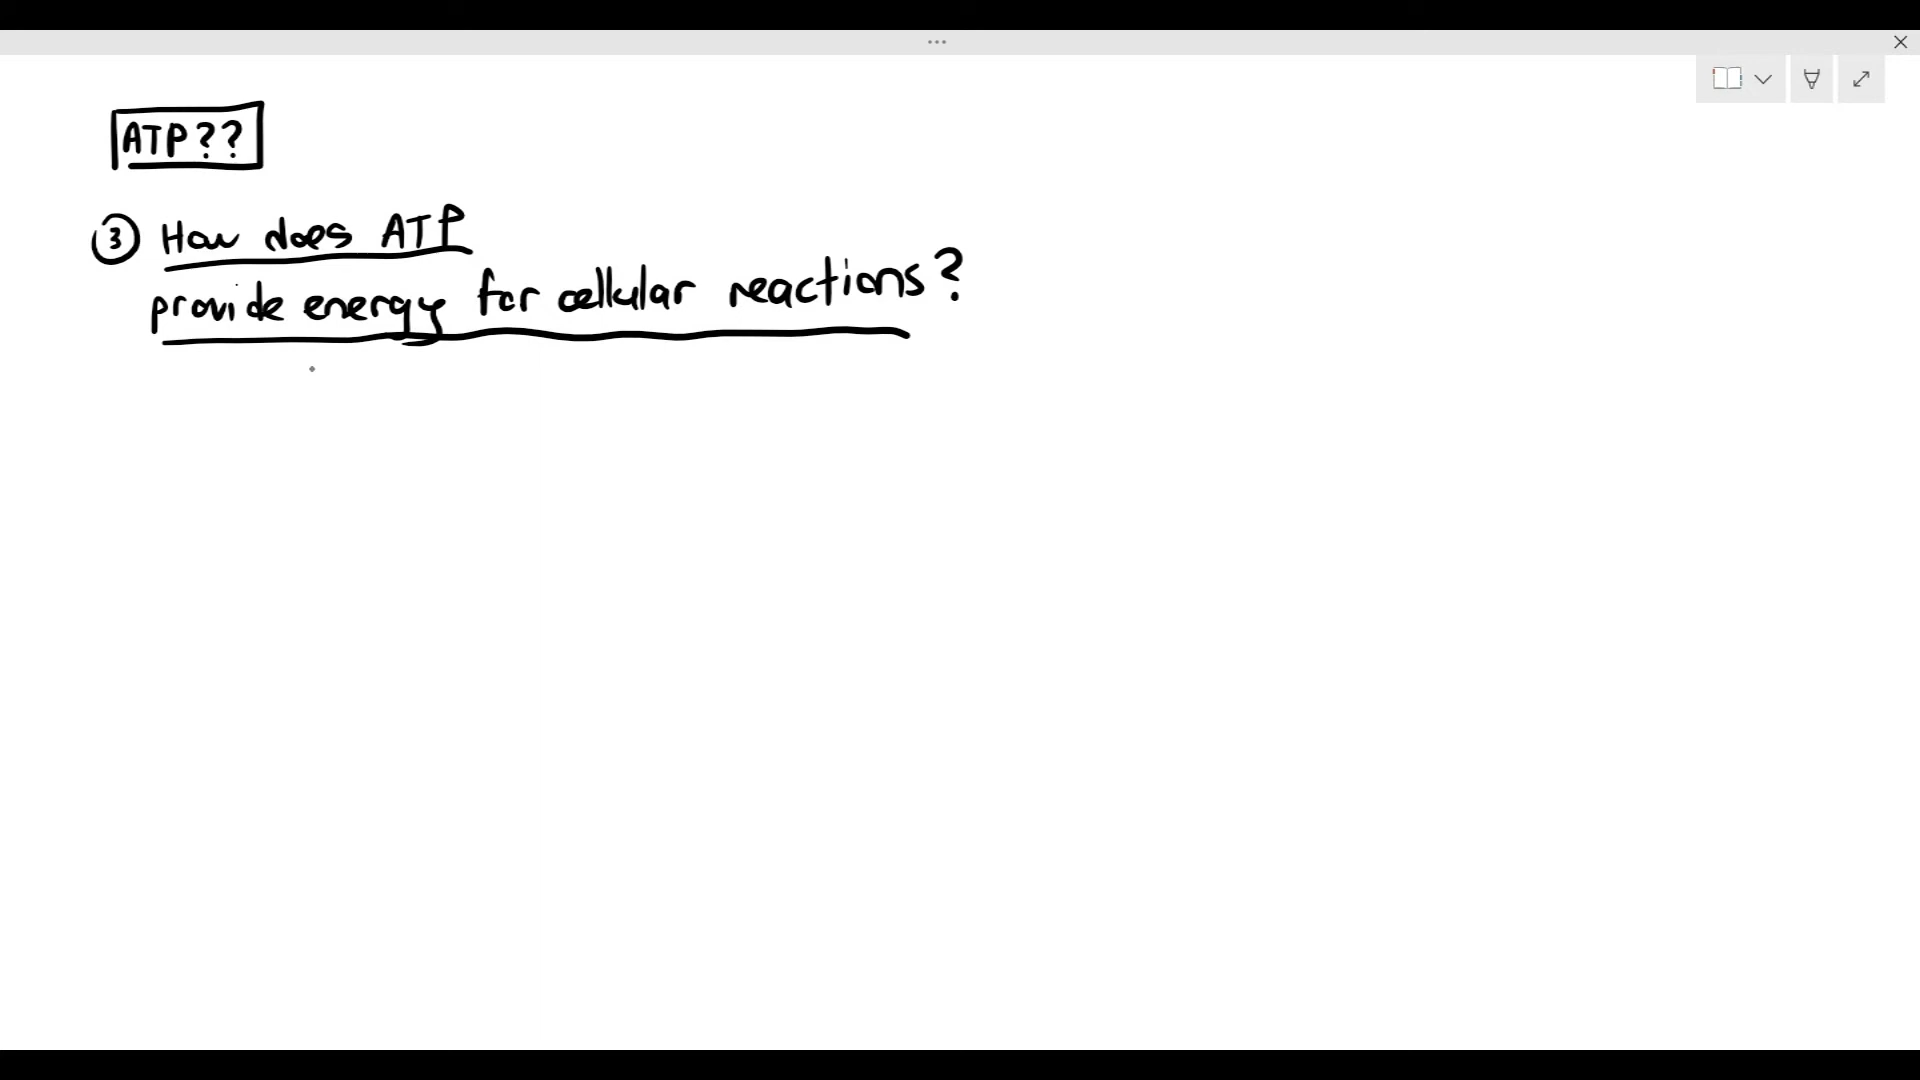 ATP??
③ How does ATP
provide energy for cellular reactions?